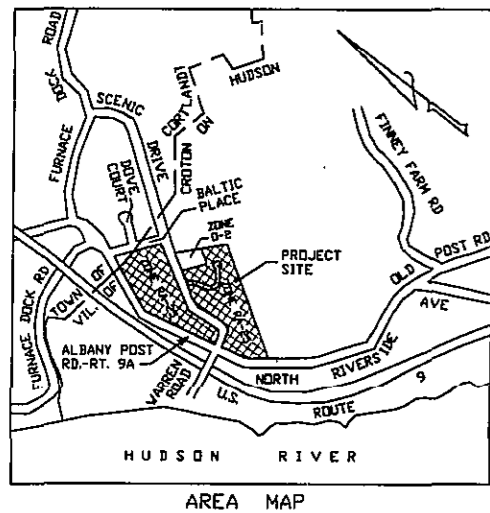 ROAD
DOCK
FURNACE
SCENIC
DRIVE
HUDSON
CORTLANDT
ON
CROTON
DOVE
COURT
BALTIC
PLACE
ZONE
O-2
PROJECT
SITE
FINNEY FARM RD
OLD
POST RD
AVE
FURNACE DOCK RD
TOWN OF
VIL. OF
ALBANY POST
RD.-RT. 9A
WARREN
ROAD
NORTH
RIVERSIDE
U.S.
ROUTE
9
HUDSON RIVER
AREA MAP